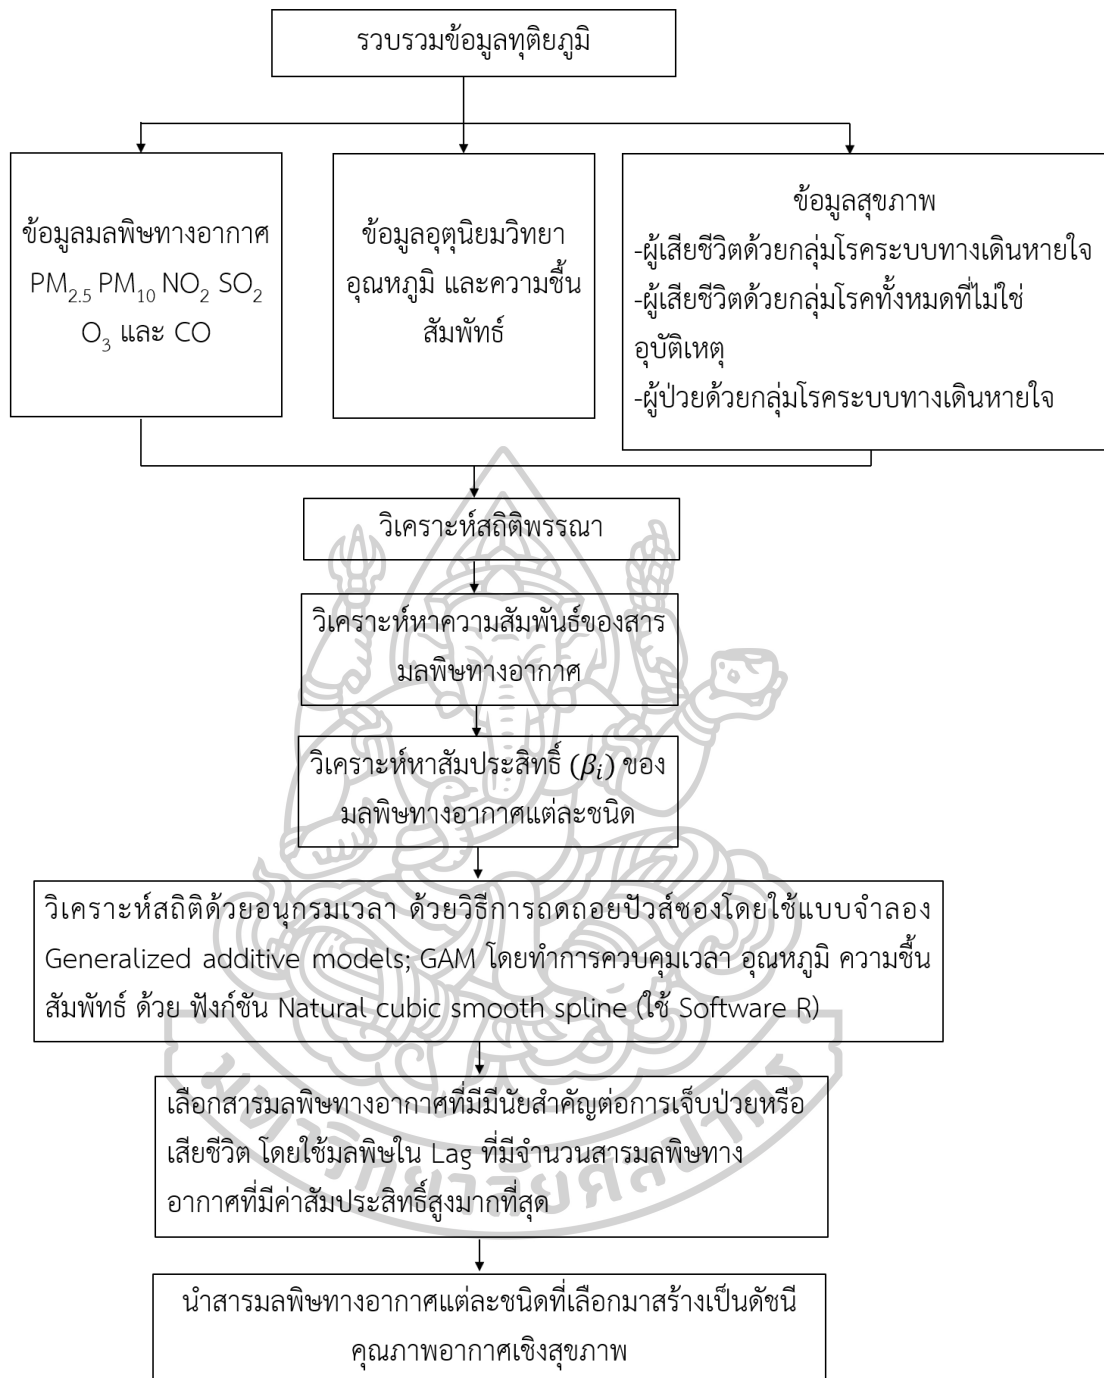 รวบรวมข้อมูลทุติยภูมิ
ข้อมูลมลพิษทางอากาศ
PM2.5 PM10 NO2 SO2
O3 และ CO
ข้อมูลอุตุนิยมวิทยา
อุณหภูมิ และความชื้น
สัมพัทธ์
ข้อมูลสุขภาพ
-ผู้เสียชีวิตด้วยกลุ่มโรคระบบทางเดินหายใจ
-ผู้เสียชีวิตด้วยกลุ่มโรคทั้งหมดที่ไม่ใช่
อุบัติเหตุ
-ผู้ป่วยด้วยกลุ่มโรคระบบทางเดินหายใจ
วิเคราะห์สถิติพรรณา
วิเคราะห์หาความสัมพันธ์ของสาร
มลพิษทางอากาศ
วิเคราะห์หาสัมประสิทธิ์ (βi) ของ
มลพิษทางอากาศแต่ละชนิด
วิเคราะห์สถิติด้วยอนุกรมเวลา ด้วยวิธีการถดถอยปัวส์ซองโดยใช้แบบจำลอง
Generalized additive models; GAM โดยทำการควบคุมเวลา อุณหภูมิ ความชื้น
สัมพัทธ์ ด้วย ฟังก์ชัน Natural cubic smooth spline (ใช้ Software R)
เลือกสารมลพิษทางอากาศที่มีมีนัยสำคัญต่อการเจ็บป่วยหรือ
เสียชีวิต โดยใช้มลพิษใน Lag ที่มีจำนวนสารมลพิษทาง
อากาศที่มีค่าสัมประสิทธิ์สูงมากที่สุด
มหาวิทยาลัยศิลปากร
นำสารมลพิษทางอากาศแต่ละชนิดที่เลือกมาสร้างเป็นดัชนี
คุณภาพอากาศเชิงสุขภาพ